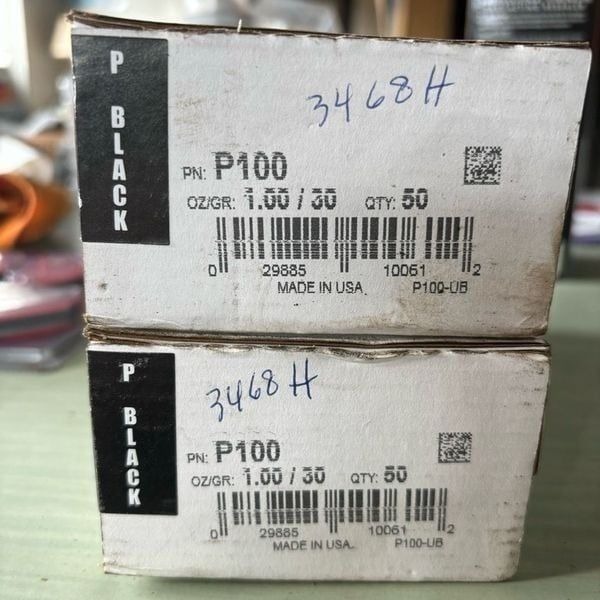 P BLACK
3468H
PN: P100
OZ/GR: 1.00 / 30 QTY: 50
0 29885 10061 2
MADE IN USA. P100-UB
P BLACK
3468 H
PN: P100
OZ/GR: 1.00 / 30 QTY: 50
0 29885 10061 2
MADE IN USA. P100-UB